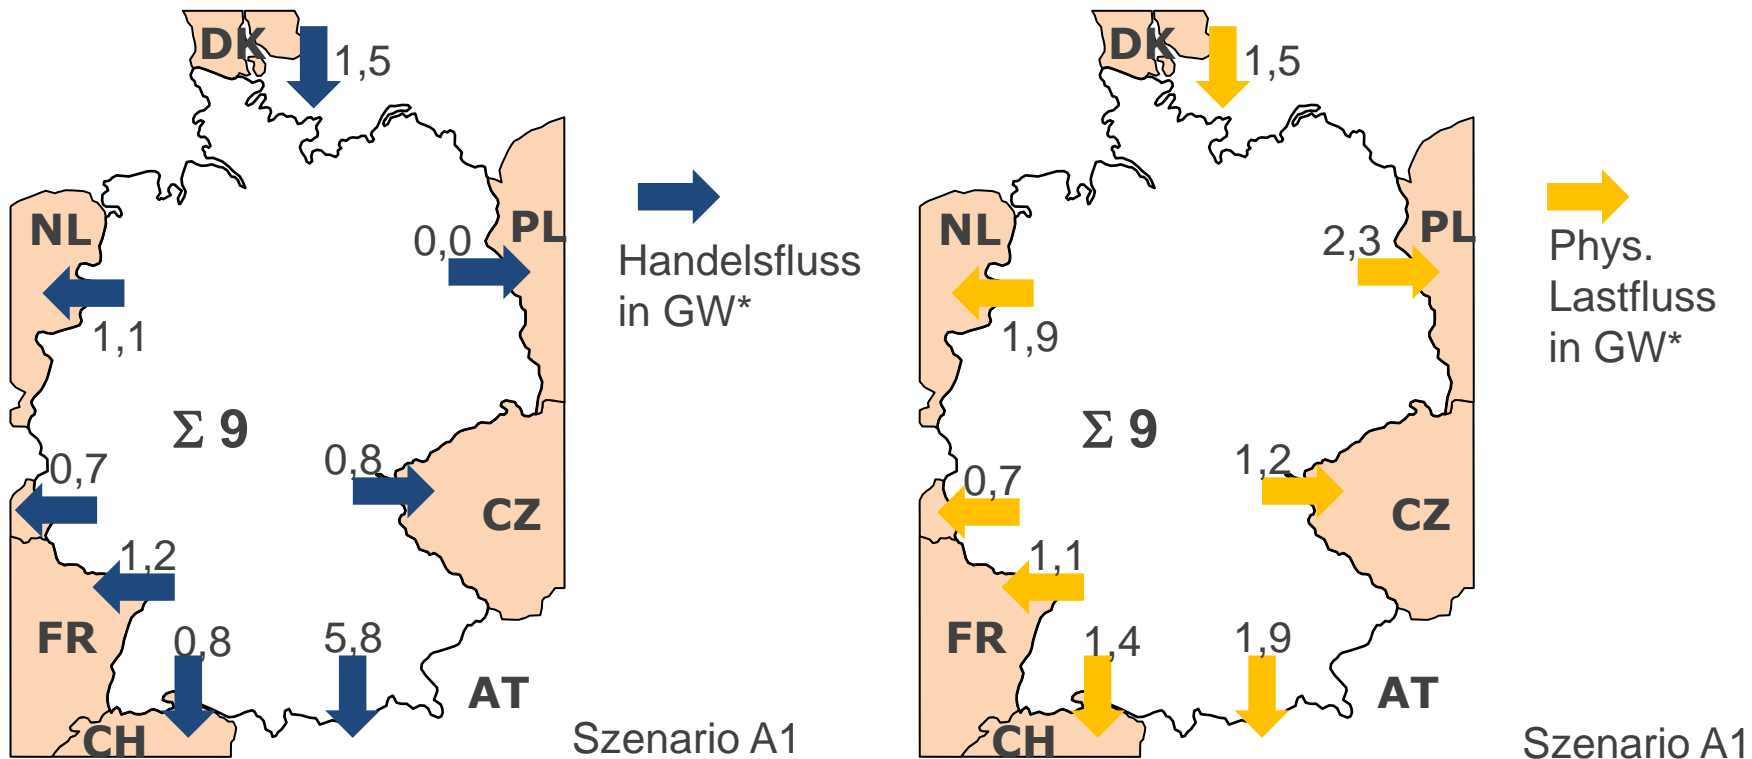 DK
1,5
NL
1,1
0,0
PL
Handelsfluss
in GW*
Σ 9
0,7
0,8
CZ
1,2
FR
0,8
5,8
AT
CH
Szenario A1
DK
1,5
NL
1,9
2,3
PL
Phys.
Lastfluss
in GW*
Σ 9
0,7
1,2
CZ
1,1
FR
1,4
1,9
AT
CH
Szenario A1